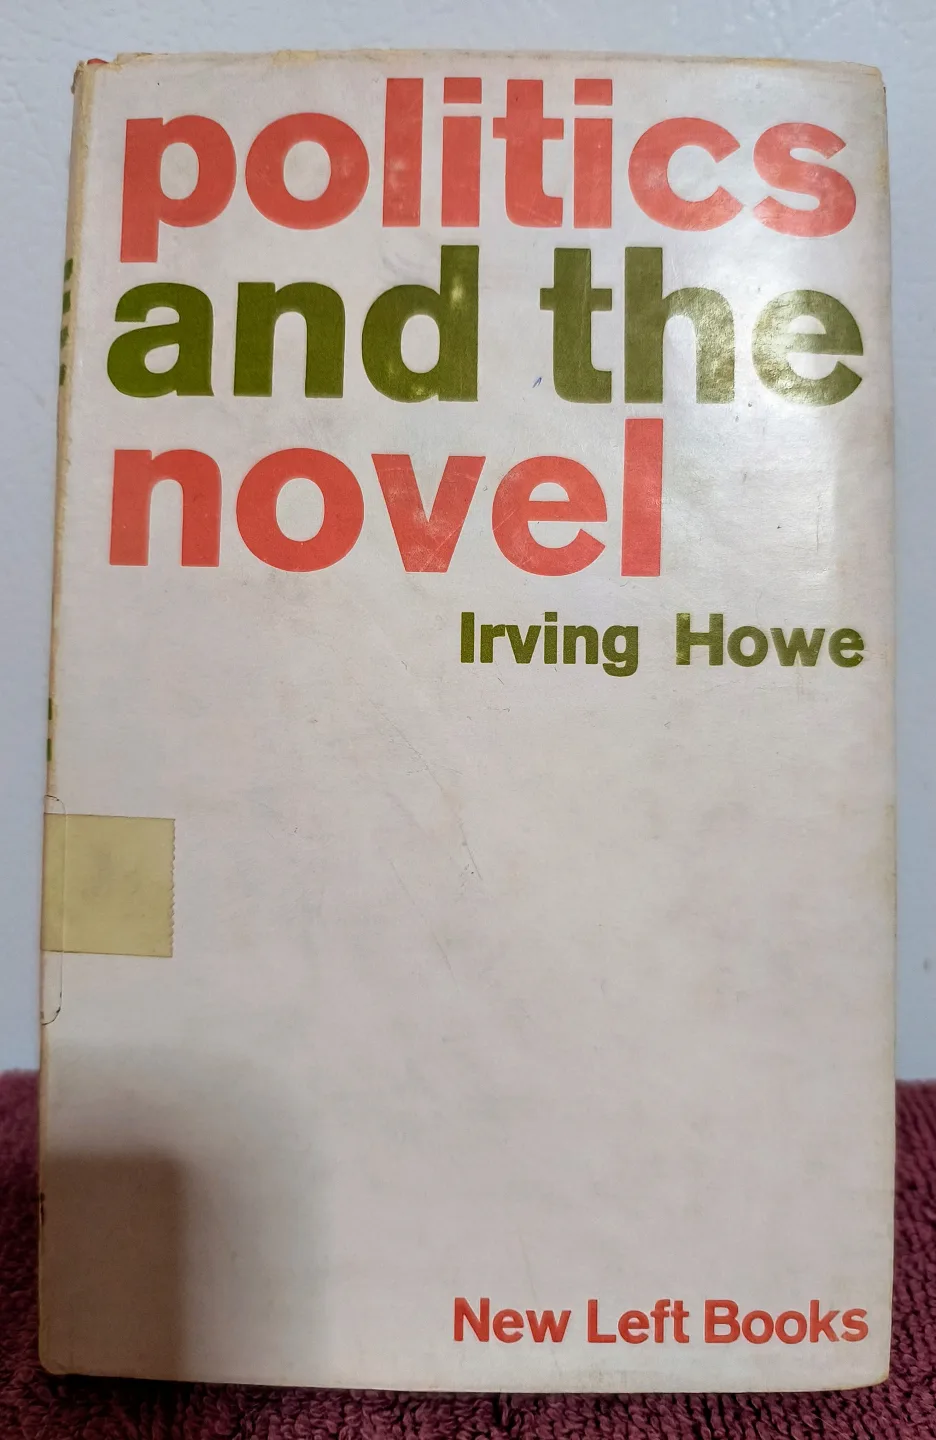 politics
and the
novel
Irving Howe
New Left Books